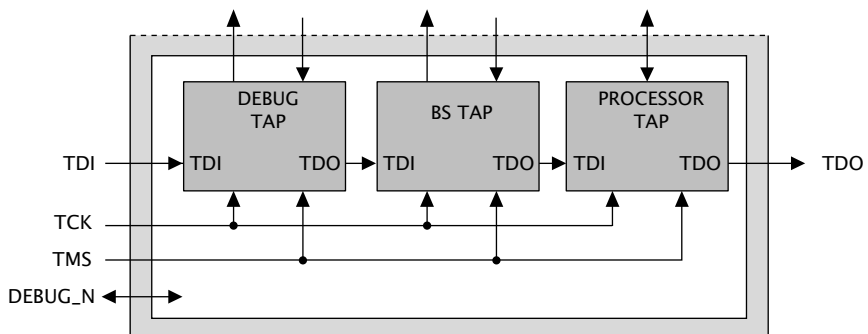 DEBUG
TAP
BS TAP
PROCESSOR
TAP
TDI
TDI
TDO
TDI
TDO
TDI
TDO
TDO
TCK
TMS
DEBUG_N